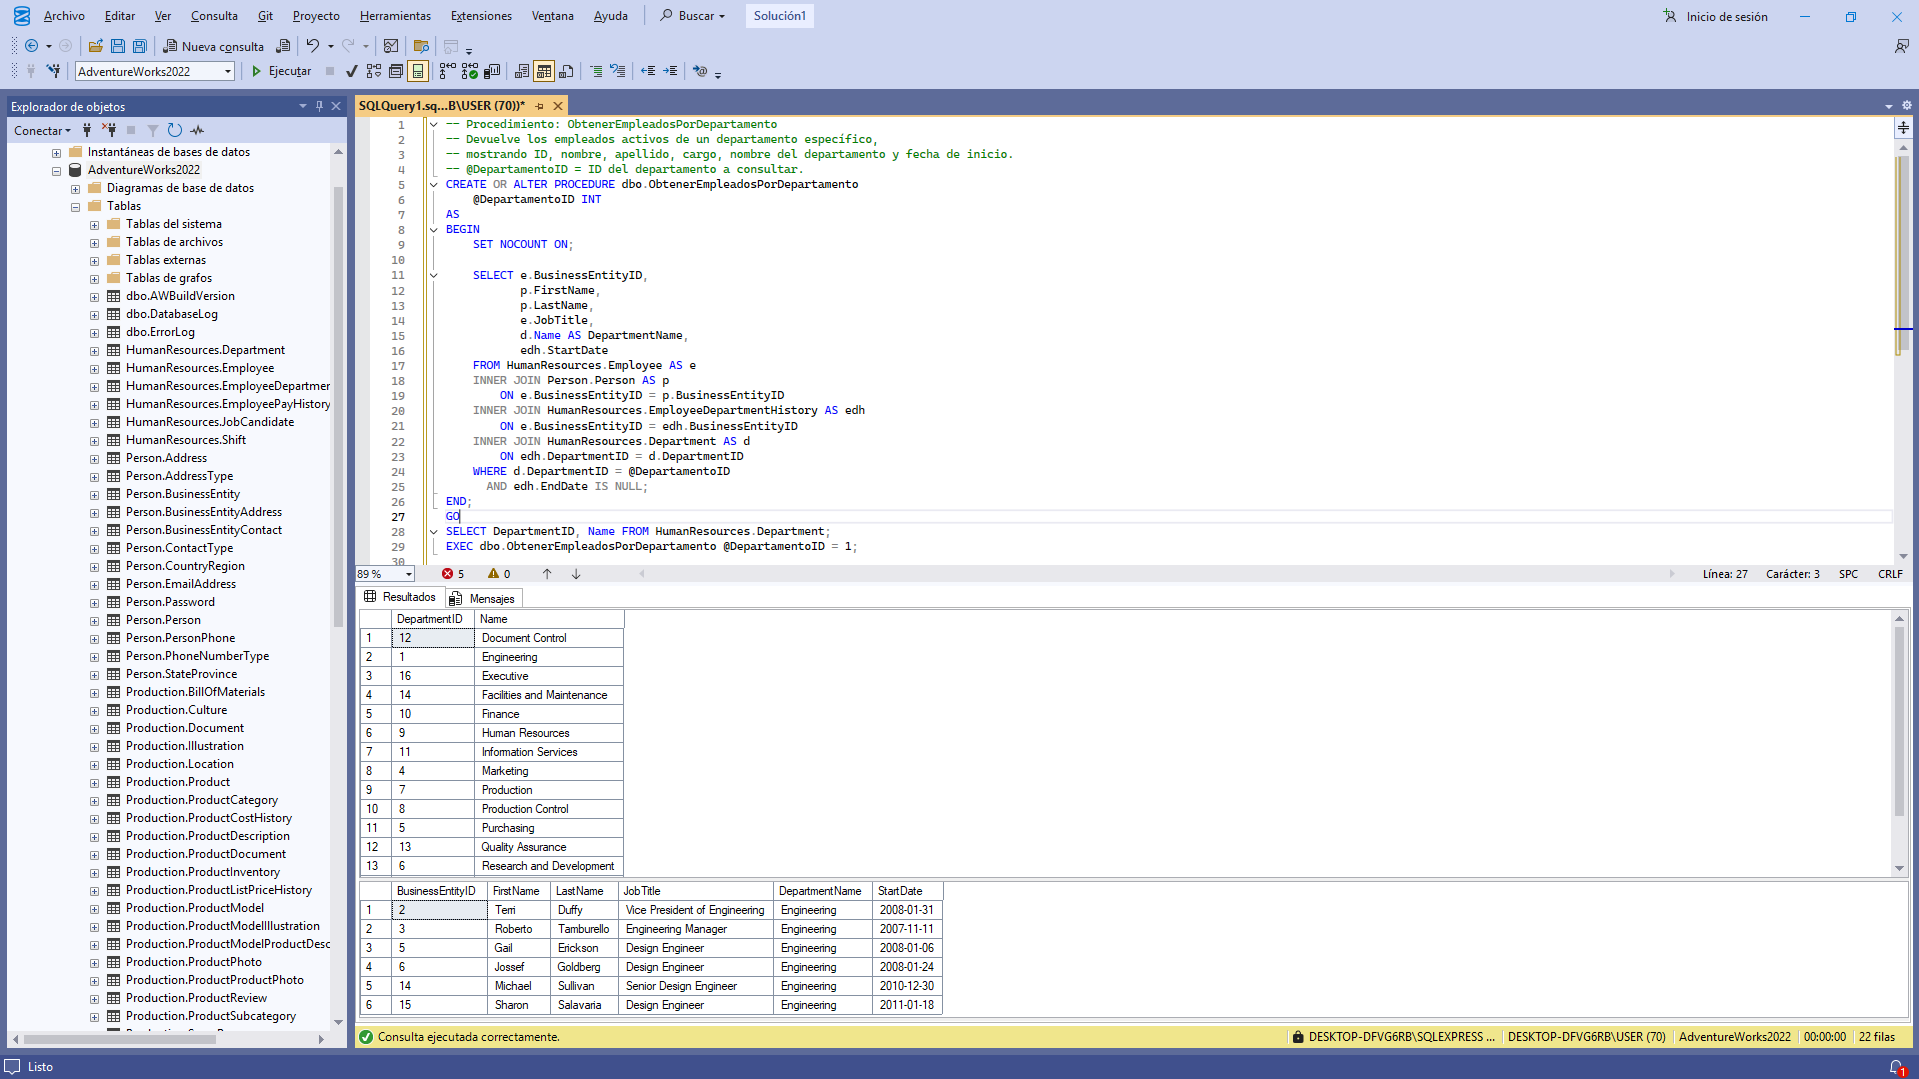 Archivo Editar Ver Consulta Git Proyecto Herramientas Extensiones Ventana Ayuda Buscar Solución1 Inicio de sesión
Nueva consulta
AdventureWorks2022 Ejecutar
Explorador de objetos
Conectar
Instantáneas de bases de datos
AdventureWorks2022
Diagramas de base de datos
Tablas
Tablas del sistema
Tablas de archivos
Tablas externas
Tablas de grafos
dbo.AWBuildVersion
dbo.DatabaseLog
dbo.ErrorLog
HumanResources.Department
HumanResources.Employee
HumanResources.EmployeeDepartmen
HumanResources.EmployeePayHistory
HumanResources.JobCandidate
HumanResources.Shift
Person.Address
Person.AddressType
Person.BusinessEntity
Person.BusinessEntityAddress
Person.BusinessEntityContact
Person.ContactType
Person.CountryRegion
Person.EmailAddress
Person.Password
Person.Person
Person.PersonPhone
Person.PhoneNumberType
Person.StateProvince
Production.BillOfMaterials
Production.Culture
Production.Document
Production.Illustration
Production.Location
Production.Product
Production.ProductCategory
Production.ProductCostHistory
Production.ProductDescription
Production.ProductDocument
Production.ProductInventory
Production.ProductListPriceHistory
Production.ProductModel
Production.ProductModelIllustration
Production.ProductModelProductDesc
Production.ProductPhoto
Production.ProductProductPhoto
Production.ProductReview
Production.ProductSubcategory
SQLQuery1.sq...B\USER (70))*
1 -- Procedimiento: ObtenerEmpleadosPorDepartamento
2 -- Devuelve los empleados activos de un departamento específico,
3 -- mostrando ID, nombre, apellido, cargo, nombre del departamento y fecha de inicio.
4 -- @DepartamentoID = ID del departamento a consultar.
5 CREATE OR ALTER PROCEDURE dbo.ObtenerEmpleadosPorDepartamento
6 @DepartamentoID INT
7 AS
8 BEGIN
9 SET NOCOUNT ON;
10
11 SELECT e.BusinessEntityID,
12 p.FirstName,
13 p.LastName,
14 e.JobTitle,
15 d.Name AS DepartmentName,
16 edh.StartDate
17 FROM HumanResources.Employee AS e
18 INNER JOIN Person.Person AS p
19 ON e.BusinessEntityID = p.BusinessEntityID
20 INNER JOIN HumanResources.EmployeeDepartmentHistory AS edh
21 ON e.BusinessEntityID = edh.BusinessEntityID
22 INNER JOIN HumanResources.Department AS d
23 ON edh.DepartmentID = d.DepartmentID
24 WHERE d.DepartmentID = @DepartamentoID
25 AND edh.EndDate IS NULL;
26 END;
27 GO
28 SELECT DepartmentID, Name FROM HumanResources.Department;
29 EXEC dbo.ObtenerEmpleadosPorDepartamento @DepartamentoID = 1;
30
89 % 5 0 Línea: 27 Carácter: 3 SPC CRLF
Resultados Mensajes
DepartmentID Name
1 12 Document Control
2 1 Engineering
3 16 Executive
4 14 Facilities and Maintenance
5 10 Finance
6 9 Human Resources
7 11 Information Services
8 4 Marketing
9 7 Production
10 8 Production Control
11 5 Purchasing
12 13 Quality Assurance
13 6 Research and Development
BusinessEntityID FirstName LastName JobTitle DepartmentName StartDate
1 2 Terri Duffy Vice President of Engineering Engineering 2008-01-31
2 3 Roberto Tamburello Engineering Manager Engineering 2007-11-11
3 5 Gail Erickson Design Engineer Engineering 2008-01-06
4 6 Jossef Goldberg Design Engineer Engineering 2008-01-24
5 14 Michael Sullivan Senior Design Engineer Engineering 2010-12-30
6 15 Sharon Salavaria Design Engineer Engineering 2011-01-18
Consulta ejecutada correctamente. DESKTOP-DFVG6RB\SQLEXPRESS ... DESKTOP-DFVG6RB\USER (70) AdventureWorks2022 00:00:00 22 filas
Listo 1